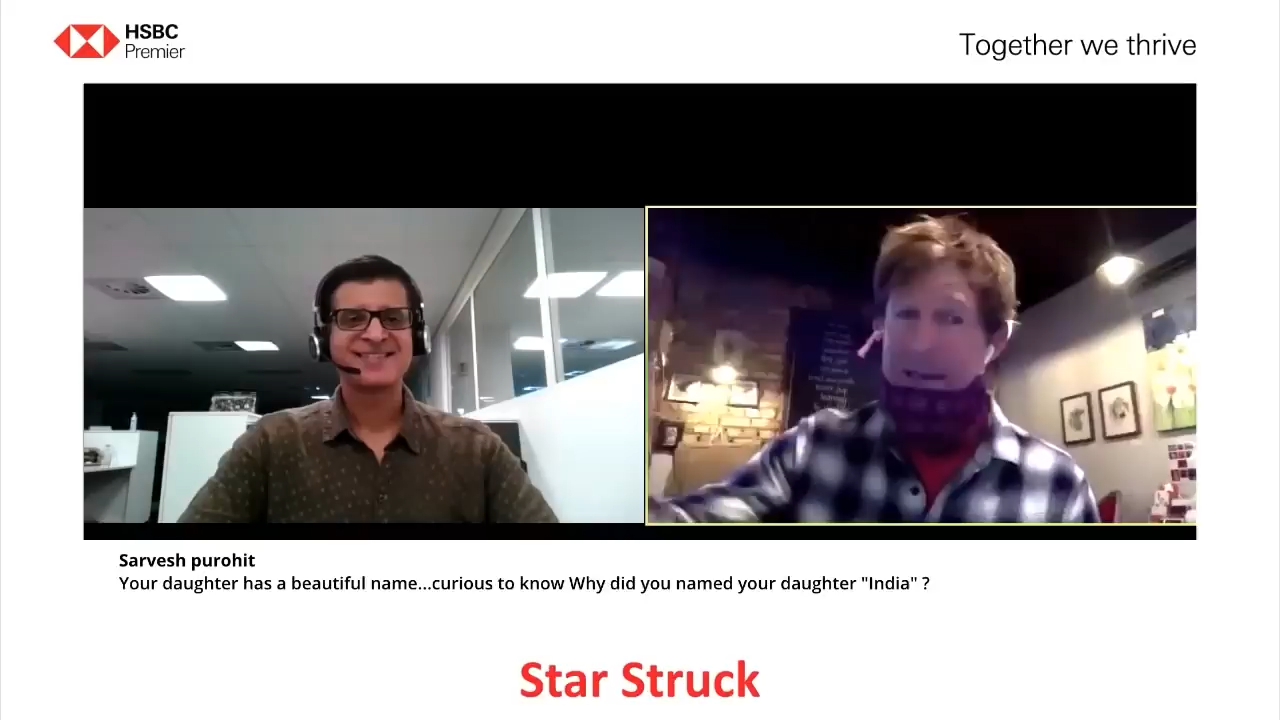 HSBC
Premier
Together we thrive
Sarvesh purohit
Your daughter has a beautiful name...curious to know Why did you named your daughter "India" ?
Star Struck